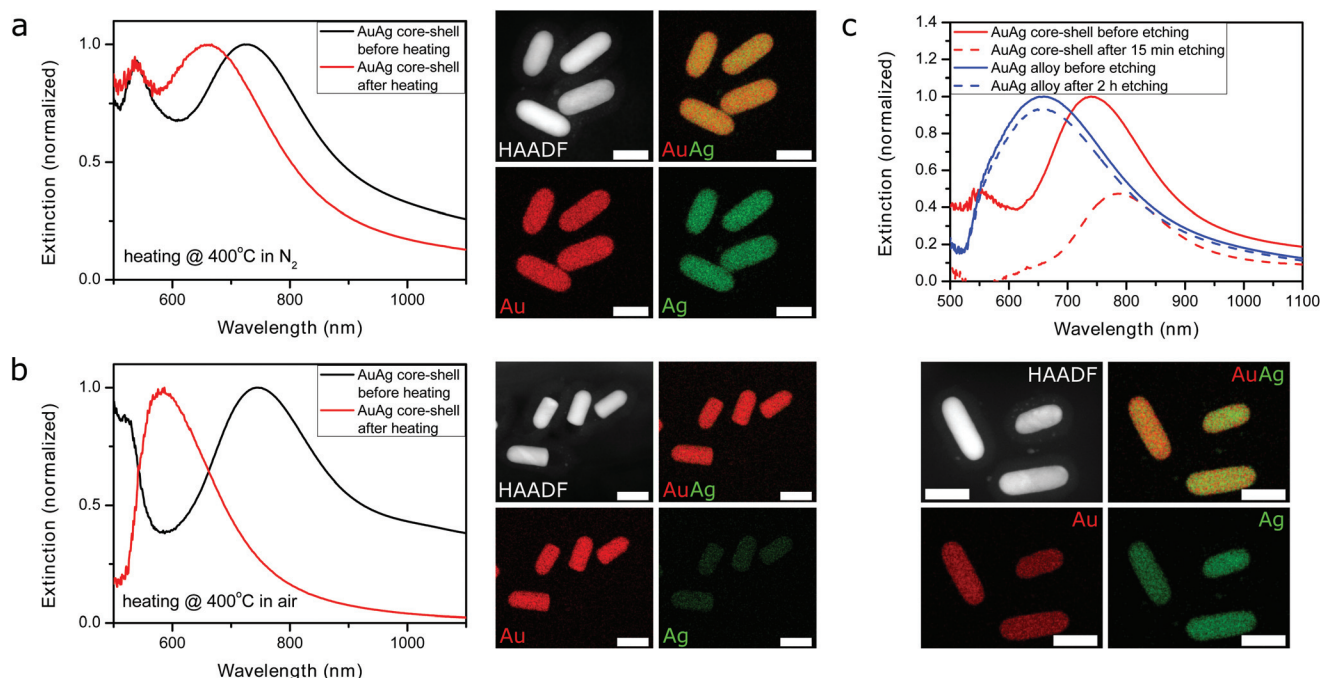 a
Extinction (normalized)
1.0
0.5
0.0
AuAg core-shell
before heating
AuAg core-shell
after heating
heating @ 400°C in N₂
600
800
1000
Wavelength (nm)
HAADF
AuAg
Au
Ag
c
Extinction (normalized)
1.4
1.2
1.0
0.8
0.6
0.4
0.2
0.0
AuAg core-shell before etching
AuAg core-shell after 15 min etching
AuAg alloy before etching
AuAg alloy after 2 h etching
500
600
700
800
900
1000
1100
Wavelength (nm)
b
Extinction (normalized)
1.0
0.5
0.0
AuAg core-shell
before heating
AuAg core-shell
after heating
heating @ 400°C in air
600
800
1000
Wavelength (nm)
HAADF
AuAg
Au
Ag
HAADF
AuAg
Au
Ag